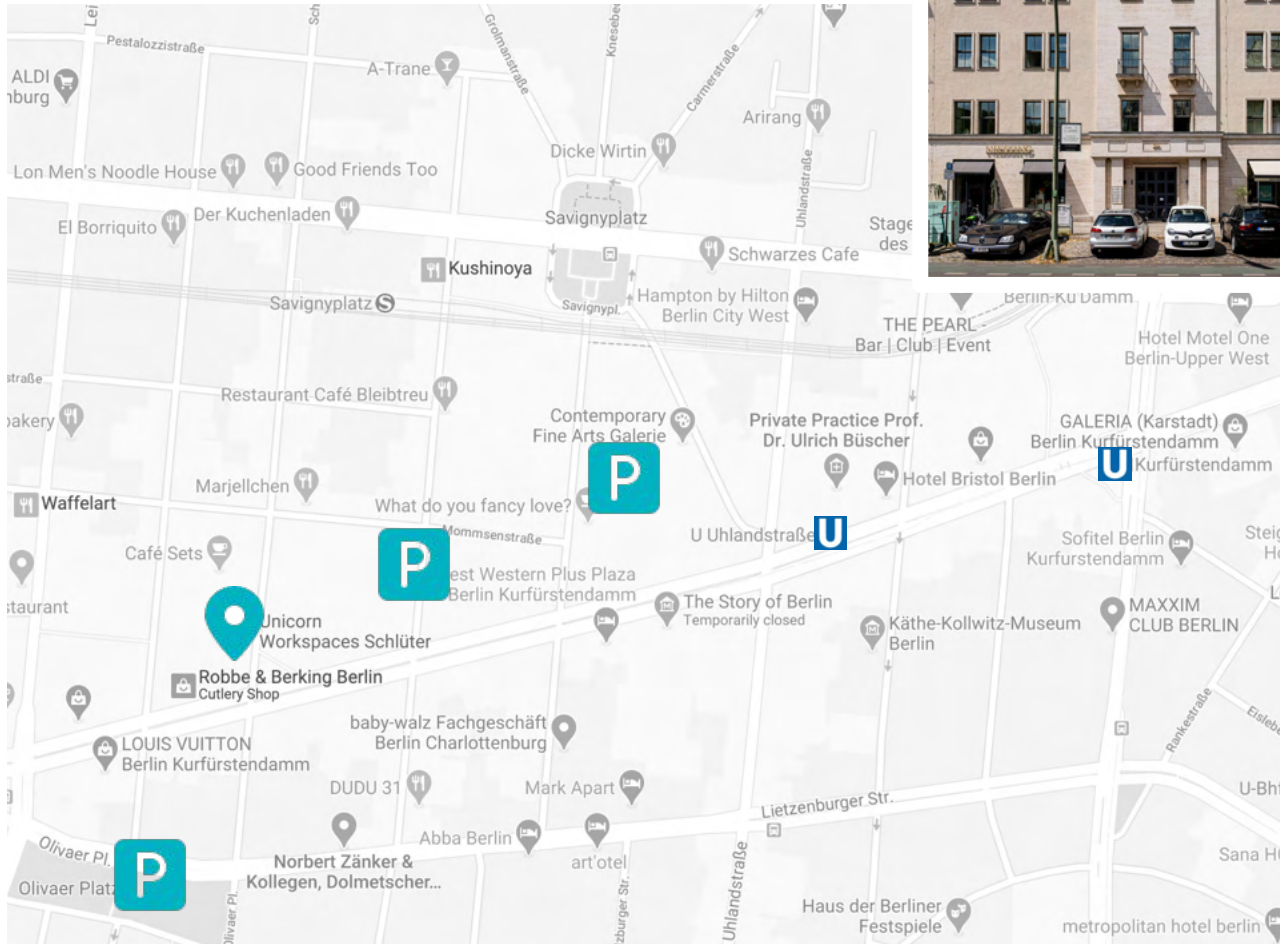 Pestalozzistraße
Grolmanstraße
Carmerstraße
ALDI
nburg
A-Trane
Arirang
Dicke Wirtin
Lon Men's Noodle House
Good Friends Too
Der Kuchenladen
Savignyplatz
El Borriquito
Uhlandstraße
Stage
des
Schwarzes Cafe
Kushinoya
Savignyplatz
S
Savignypl.
Hampton by Hilton
Berlin City West
Berlin-Ku'Damm
THE PEARL -
Bar | Club | Event
Hotel Motel One
Berlin-Upper West
straße
Restaurant Café Bleibtreu
bakery
Contemporary
Fine Arts Galerie
Private Practice Prof.
Dr. Ulrich Büscher
GALERIA (Karstadt)
Berlin Kurfürstendamm
U
Kurfürstendamm
Marjellchen
P
Hotel Bristol Berlin
Waffelart
What do you fancy love?
Mommsenstraße
U Uhlandstraße
U
Café Sets
P
est Western Plus Plaza
Berlin Kurfürstendamm
Sofitel Berlin
Kurfurstendamm
Steig
staurant
Unicorn
Workspaces Schlüter
The Story of Berlin
Temporarily closed
Käthe-Kollwitz-Museum
Berlin
MAXXIM
CLUB BERLIN
Robbe & Berking Berlin
Cutlery Shop
Rankestraße
LOUIS VUITTON
Berlin Kurfürstendamm
baby-walz Fachgeschäft
Berlin Charlottenburg
DUDU 31
Mark Apart
Lietzenburger Str.
U-Bhf
Olivaer Pl.
Abba Berlin
art'otel
Norbert Zänker &
Kollegen, Dolmetscher...
Sana H
Olivaer Platz
P
Olivaer Pl.
Uhlandstraße
Haus der Berliner
Festspiele
metropolitan hotel berlin